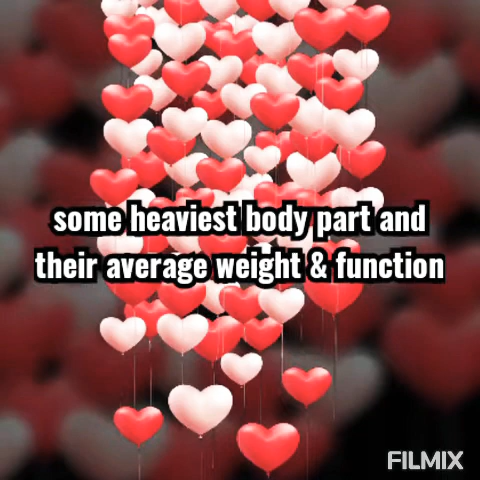 some heaviest body part and
their average weight & function
FILMIX